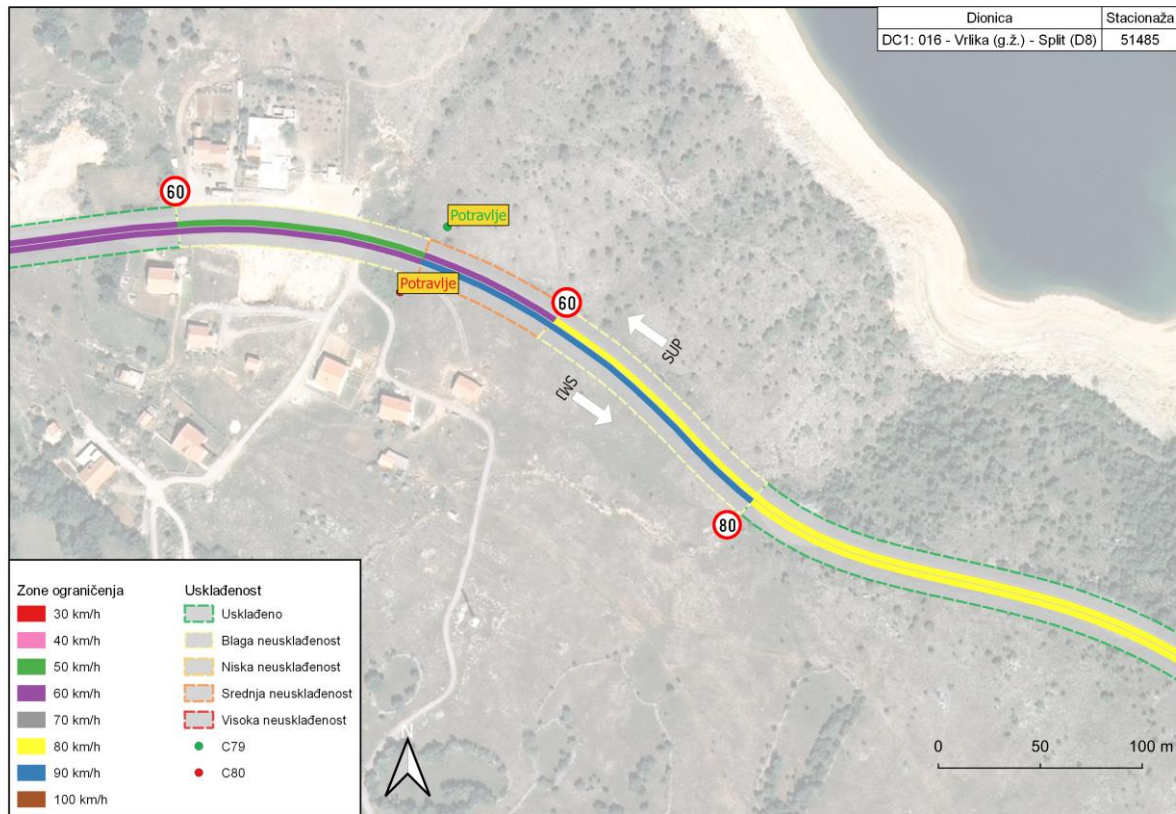 Dionica Stacionaža
DC1: 016 - Vrlika (g.ž.) - Split (D8) 51485
60
Potravlje
Potravlje
60
SUP
SMJ
80
Zone ograničenja
30 km/h
40 km/h
50 km/h
60 km/h
70 km/h
80 km/h
90 km/h
100 km/h
Usklađenost
Usklađeno
Blaga neusklađenost
Niska neusklađenost
Srednja neusklađenost
Visoka neusklađenost
C79
C80
0 50 100 m